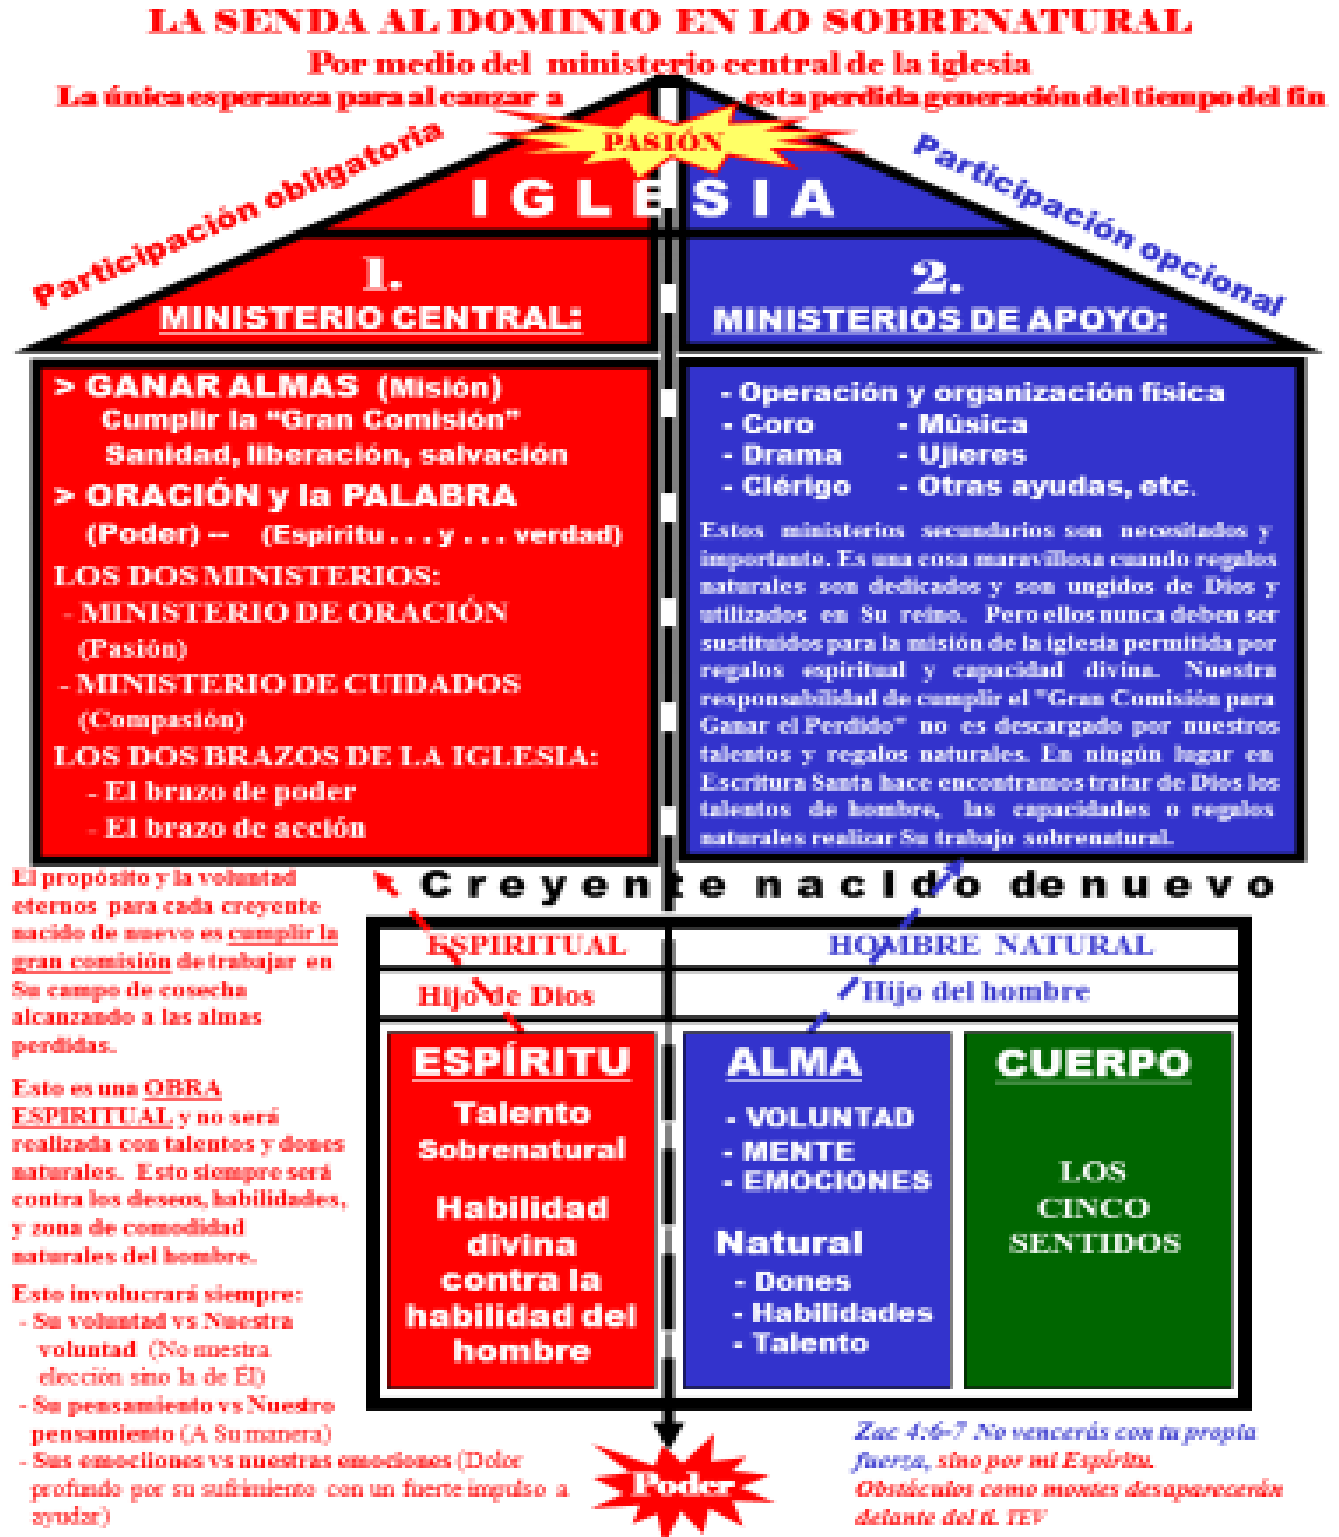 LA SENDA AL DOMINIO EN LO SOBRENATURAL
Por medio del ministerio central de la iglesia
La única esperanza para al canzar a esta perdida generación del tiempo del fin
PASIÓN
Participación obligatoria
Participación opcional
IGLESIA
1.
MINISTERIO CENTRAL:
2.
MINISTERIOS DE APOYO:
> GANAR ALMAS (Misión)
Cumplir la “Gran Comisión”
Sanidad, liberación, salvación
> ORACIÓN y la PALABRA
(Poder) -- (Espíritu . . . y . . . verdad)
LOS DOS MINISTERIOS:
- MINISTERIO DE ORACIÓN
(Pasión)
- MINISTERIO DE CUIDADOS
(Compasión)
LOS DOS BRAZOS DE LA IGLESIA:
- El brazo de poder
- El brazo de acción
- Operación y organización física
- Coro - Música
- Drama - Ujieres
- Clérigo - Otras ayudas, etc.
Estos ministerios secundarios son necesitados y
importante. Es una cosa maravillosa cuando regalos
naturales son dedicados y son ungidos de Dios y
utilizados en Su reino. Pero ellos nunca deben ser
sustituidos para la misión de la iglesia permitida por
regalos espiritual y capacidad divina. Nuestra
responsabilidad de cumplir el "Gran Comisión para
Ganar el Perdido" no es descargado por nuestros
talentos y regalos naturales. En ningún lugar en
Escritura Santa hace encontramos tratar de Dios los
talentos de hombre, las capacidades o regalos
naturales realizar Su trabajo sobrenatural.
Creyente nacIdo de nuevo
El propósito y la voluntad
eternos para cada creyente
nacido de nuevo es cumplir la
gran comisión de trabajar en
Su campo de cosecha
alcanzando a las almas
perdidas.
Esto es una OBRA
ESPIRITUAL y no será
realizada con talentos y dones
naturales. Esto siempre será
contra los deseos, habilidades,
y zona de comodidad
naturales del hombre.
Esto involucrará siempre:
- Su voluntad vs Nuestra
voluntad (No nuestra
elección sino la de Él)
- Su pensamiento vs Nuestro
pensamiento (A Su manera)
- Sus emociiones vs nuestras emociones (Dolor
profundo por su sufrimiento con un fuerte impulso a
ayudar)
ESPIRITUAL
HOMBRE NATURAL
Hijo de Dios
Hijo del hombre
ESPÍRITU
Talento
Sobrenatural
Habilidad
divina
contra la
habilidad del
hombre
ALMA
- VOLUNTAD
- MENTE
- EMOCIONES
Natural
- Dones
- Habilidades
- Talento
CUERPO
LOS
CINCO
SENTIDOS
Poder
Zac 4:6-7 No vencerás con tu propia
fuerza, sino por mi Espíritu.
Obstáculos como montes desaparecerán
delante del ti. TEV